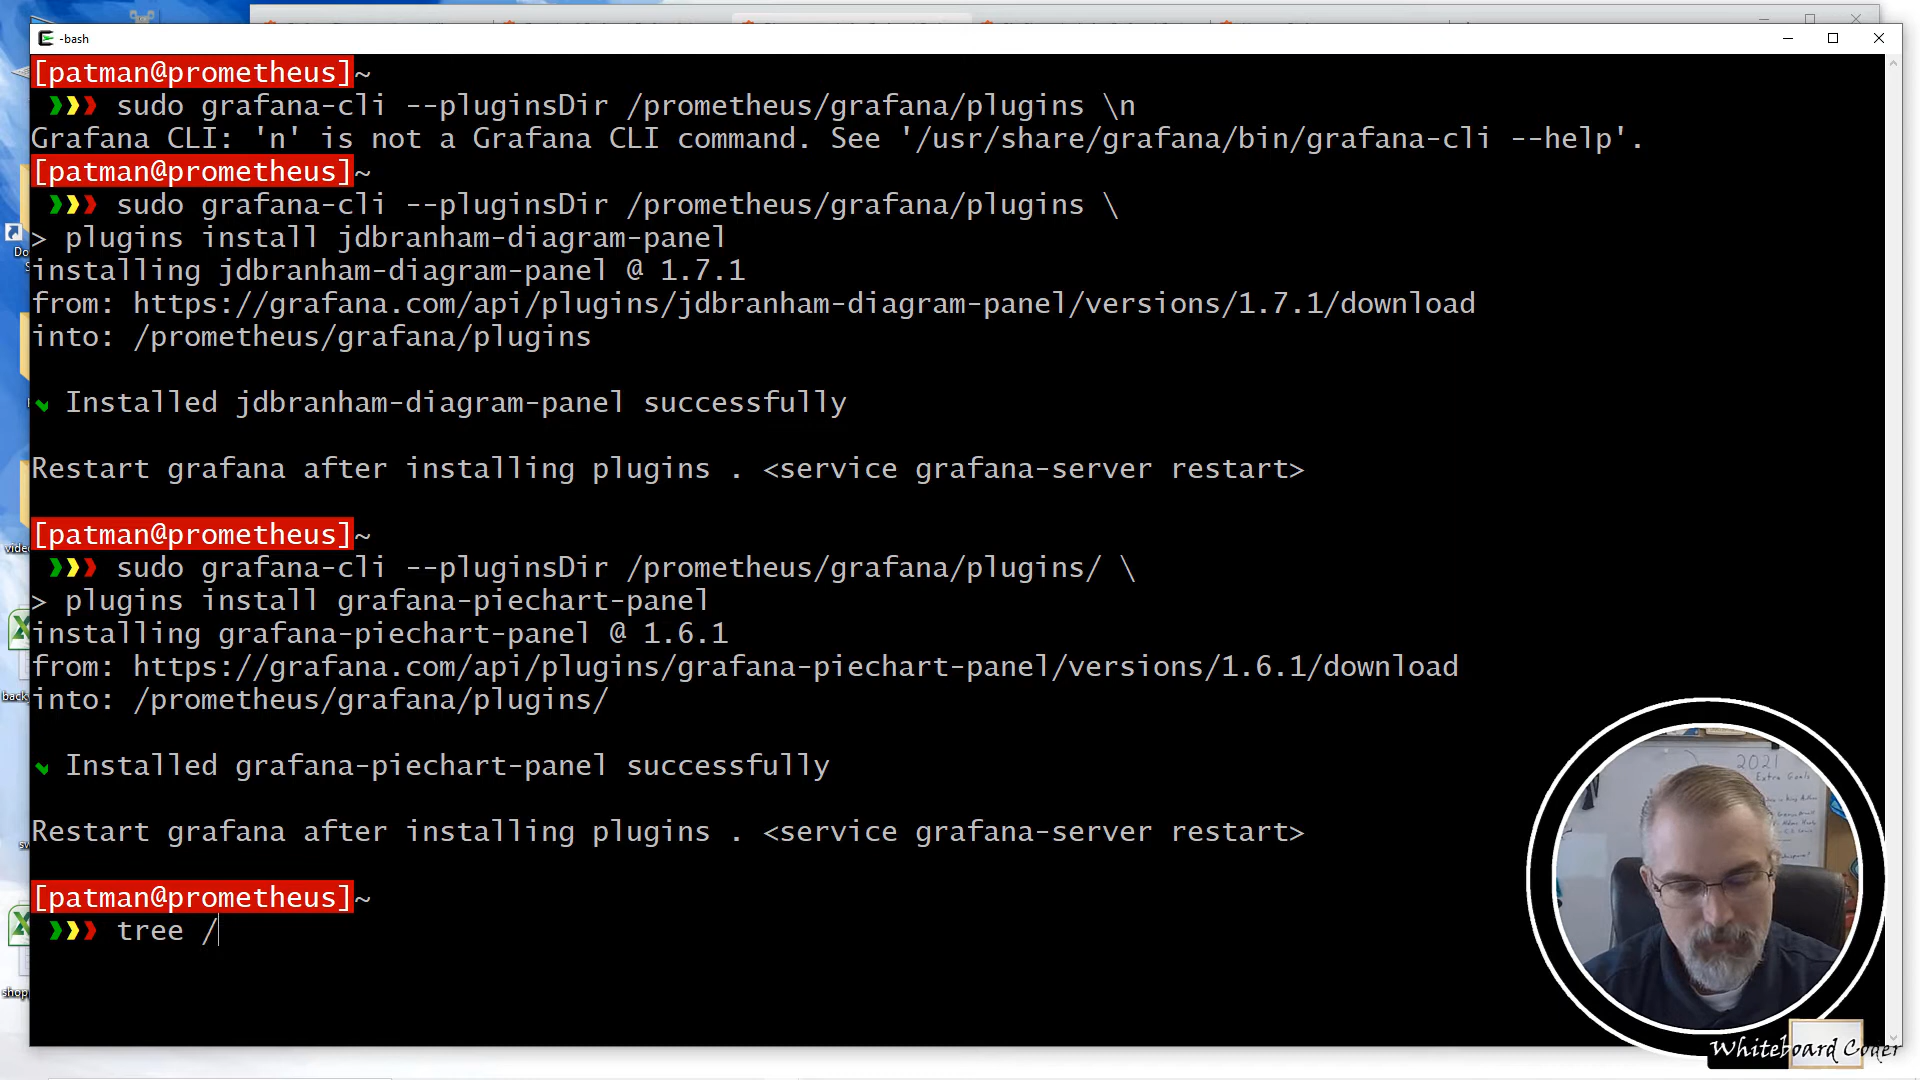 -bash
[patman@prometheus]~
❯❯❯ sudo grafana-cli --pluginsDir /prometheus/grafana/plugins \n
Grafana CLI: 'n' is not a Grafana CLI command. See '/usr/share/grafana/bin/grafana-cli --help'.
[patman@prometheus]~
❯❯❯ sudo grafana-cli --pluginsDir /prometheus/grafana/plugins \
> plugins install jdbranham-diagram-panel
installing jdbranham-diagram-panel @ 1.7.1
from: https://grafana.com/api/plugins/jdbranham-diagram-panel/versions/1.7.1/download
into: /prometheus/grafana/plugins
✔ Installed jdbranham-diagram-panel successfully
Restart grafana after installing plugins . <service grafana-server restart>
[patman@prometheus]~
❯❯❯ sudo grafana-cli --pluginsDir /prometheus/grafana/plugins/ \
> plugins install grafana-piechart-panel
installing grafana-piechart-panel @ 1.6.1
from: https://grafana.com/api/plugins/grafana-piechart-panel/versions/1.6.1/download
into: /prometheus/grafana/plugins/
✔ Installed grafana-piechart-panel successfully
Restart grafana after installing plugins . <service grafana-server restart>
[patman@prometheus]~
❯❯❯ tree /
2021
Extra Goals
Whiteboard Coder